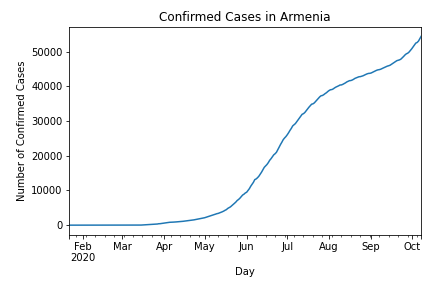 Confirmed Cases in Armenia
Number of Confirmed Cases
50000
40000
30000
20000
10000
0
Feb Mar Apr May Jun Jul Aug Sep Oct
2020
Day